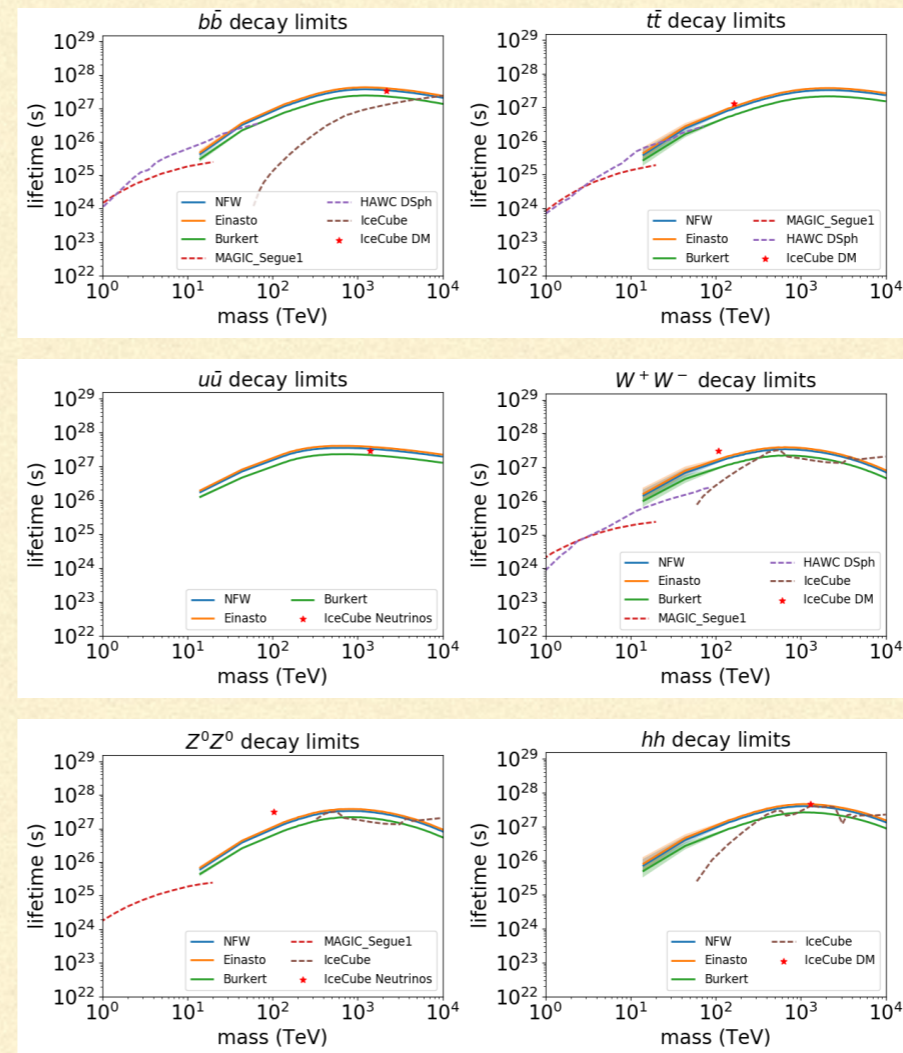 bb̄ decay limits
10^29
10^28
10^27
10^26
10^25
10^24
10^23
10^22
lifetime (s)
NFW
Einasto
Burkert
MAGIC_Segue1
HAWC DSph
IceCube
IceCube DM
10^0
10^1
10^2
10^3
10^4
mass (TeV)
tt̄ decay limits
10^29
10^28
10^27
10^26
10^25
10^24
10^23
10^22
lifetime (s)
NFW
Einasto
Burkert
MAGIC_Segue1
HAWC DSph
IceCube DM
10^0
10^1
10^2
10^3
10^4
mass (TeV)
uū decay limits
10^29
10^28
10^27
10^26
10^25
10^24
10^23
10^22
lifetime (s)
NFW
Einasto
Burkert
IceCube Neutrinos
10^0
10^1
10^2
10^3
10^4
mass (TeV)
W^+W^- decay limits
10^29
10^28
10^27
10^26
10^25
10^24
10^23
10^22
lifetime (s)
NFW
Einasto
Burkert
MAGIC_Segue1
HAWC DSph
IceCube
IceCube DM
10^0
10^1
10^2
10^3
10^4
mass (TeV)
Z^0Z^0 decay limits
10^29
10^28
10^27
10^26
10^25
10^24
10^23
10^22
lifetime (s)
NFW
Einasto
Burkert
MAGIC_Segue1
IceCube
IceCube Neutrinos
10^0
10^1
10^2
10^3
10^4
mass (TeV)
hh decay limits
10^29
10^28
10^27
10^26
10^25
10^24
10^23
10^22
lifetime (s)
NFW
Einasto
Burkert
IceCube
IceCube DM
10^0
10^1
10^2
10^3
10^4
mass (TeV)